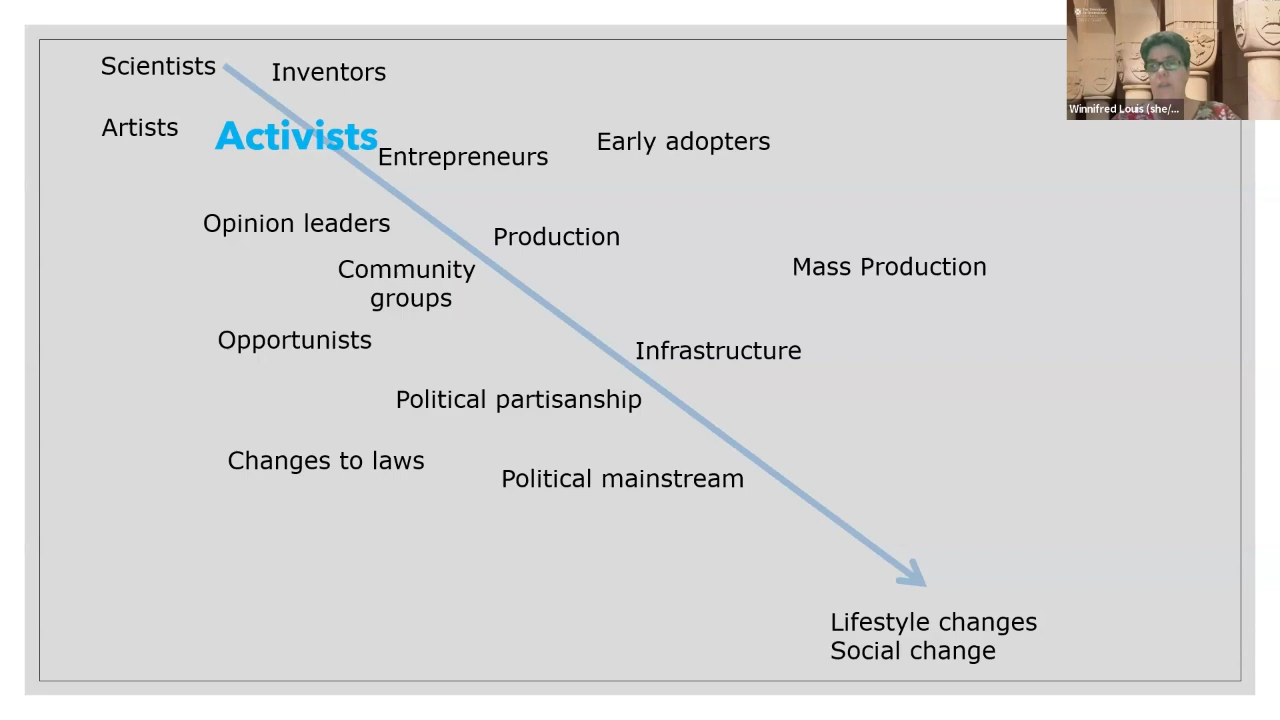 Scientists
Inventors
Artists
Activists
Entrepreneurs
Early adopters
Opinion leaders
Production
Community
groups
Mass Production
Opportunists
Infrastructure
Political partisanship
Changes to laws
Political mainstream
Lifestyle changes
Social change
Winnifred Louis (she/...